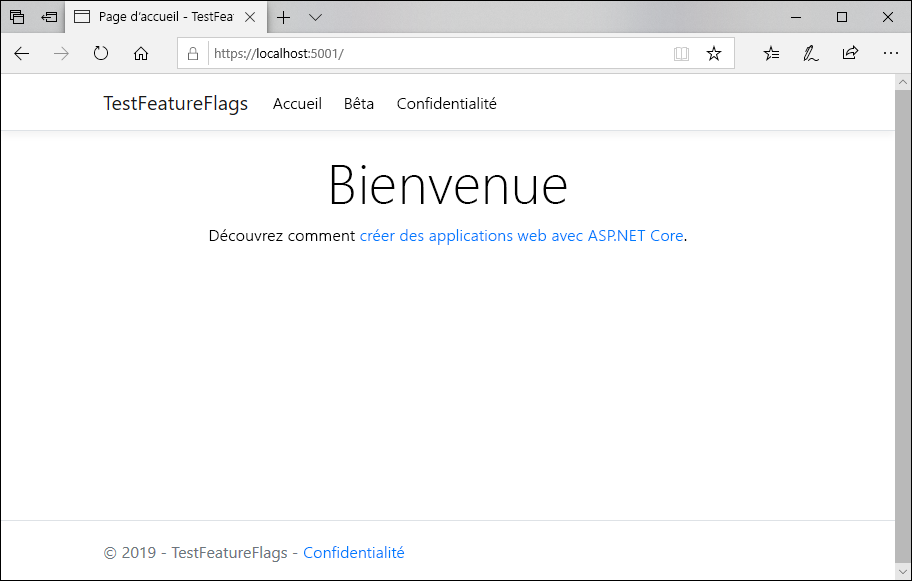 Page d'accueil - TestFea
https://localhost:5001/
TestFeatureFlags Accueil Bêta Confidentialité
Bienvenue
Découvrez comment créer des applications web avec ASP.NET Core.
© 2019 - TestFeatureFlags - Confidentialité